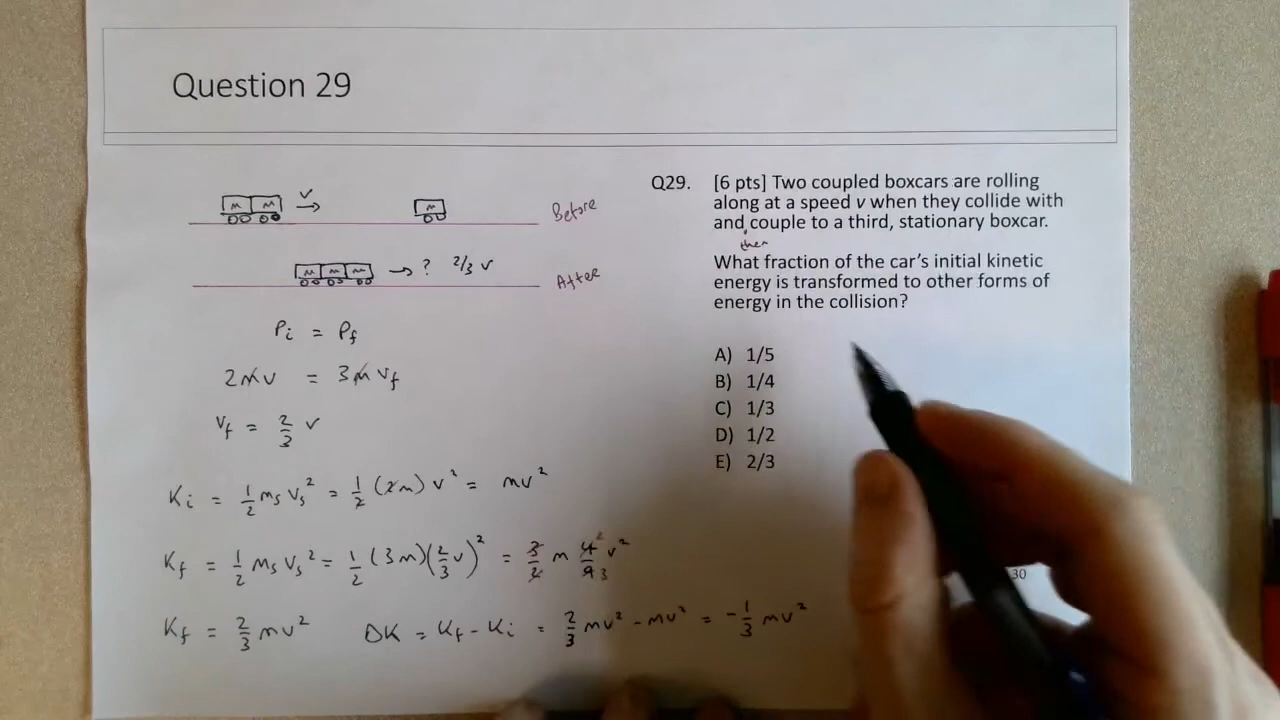 Question 29
M M v
M
Before
M M M ? 2/3 v
After
Pi = Pf
2mv = 3m vf
vf = 2/3 v
Ki = 1/2 ms vs² = 1/2 (2m) v² = mv²
Kf = 1/2 ms vs² = 1/2 (3m)(2/3 v)² = 3/2 m 4/9 v² 2 3
Kf = 2/3 mv² ΔK = Kf - Ki = 2/3 mv² - mv² = -1/3 mv²
Q29. [6 pts] Two coupled boxcars are rolling
along at a speed v when they collide with
and couple to a third, stationary boxcar.
then
What fraction of the car's initial kinetic
energy is transformed to other forms of
energy in the collision?
A) 1/5
B) 1/4
C) 1/3
D) 1/2
E) 2/3
30